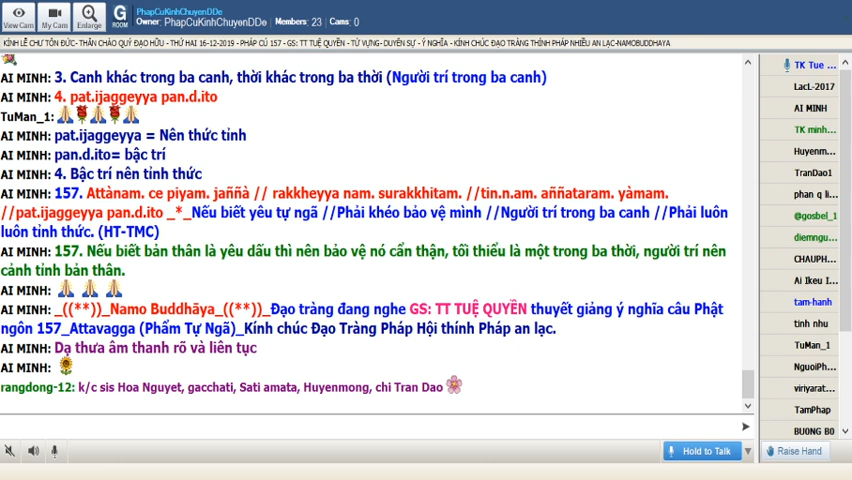 PhapCuKinhChuyenDDe
Owner: PhapCuKinhChuyenDDe Members: 23 Cams: 0
View Cam
My Cam
Enlarge
G ROOM
KÍNH LỄ CHƯ TÔN ĐỨC- THÂN CHÀO QUÝ ĐẠO HỮU - THỨ HAI 16-12-2019 - PHÁP CÚ 157 - GS: TT TUỆ QUYỀN - TỪ VỰNG- DUYÊN SỰ - Ý NGHĨA - KÍNH CHÚC ĐẠO TRÀNG THÍNH PHÁP NHIỀU AN LẠC-NAMOBUDDHAYA
AI MINH: 3. Canh khác trong ba canh, thời khác trong ba thời (Người trí trong ba canh)
AI MINH: 4. pat.ijaggeyya pan.d.ito
TuMan_1:
AI MINH: pat.ijaggeyya = Nên thức tỉnh
AI MINH: pan.d.ito= bậc trí
AI MINH: 4. Bậc trí nên tỉnh thức
AI MINH: 157. Attànam. ce piyam. jaññà // rakkheyya nam. surakkhitam. //tin.n.am. aññataram. yàmam.
//pat.ijaggeyya pan.d.ito _*_Nếu biết yêu tự ngã //Phải khéo bảo vệ mình //Người trí trong ba canh //Phải luôn
luôn tỉnh thức. (HT-TMC)
AI MINH: 157. Nếu biết bản thân là yêu dấu thì nên bảo vệ nó cẩn thận, tối thiểu là một trong ba thời, người trí nên
cảnh tỉnh bản thân.
AI MINH:
AI MINH: _((**))_Namo Buddhāya_((**))_Đạo tràng đang nghe GS: TT TUỆ QUYỀN thuyết giảng ý nghĩa câu Phật
ngôn 157_Attavagga (Phẩm Tự Ngã)_Kính chúc Đạo Tràng Pháp Hội thính Pháp an lạc.
AI MINH: Dạ thưa âm thanh rõ và liên tục
AI MINH:
rangdong-12: k/c sis Hoa Nguyet, gacchati, Sati amata, Huyenmong, chi Tran Dao
TK Tue ...
LacL-2017
AI MINH
TK minh...
Huyenm...
TranDao1
phan q li...
@gosbel_1
diemngu...
CHAUPH...
Ai Ikeu I...
tam-hanh
tinh nhu
TuMan_1
NguoiPh...
viriyarat...
TamPhap
BUONG B0
Hold to Talk
Raise Hand